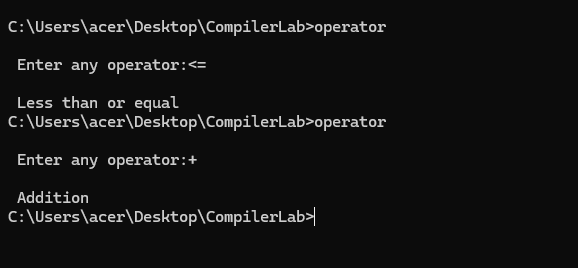 C:\Users\acer\Desktop\CompilerLab>operator
Enter any operator:<=
Less than or equal
C:\Users\acer\Desktop\CompilerLab>operator
Enter any operator:+
Addition
C:\Users\acer\Desktop\CompilerLab>